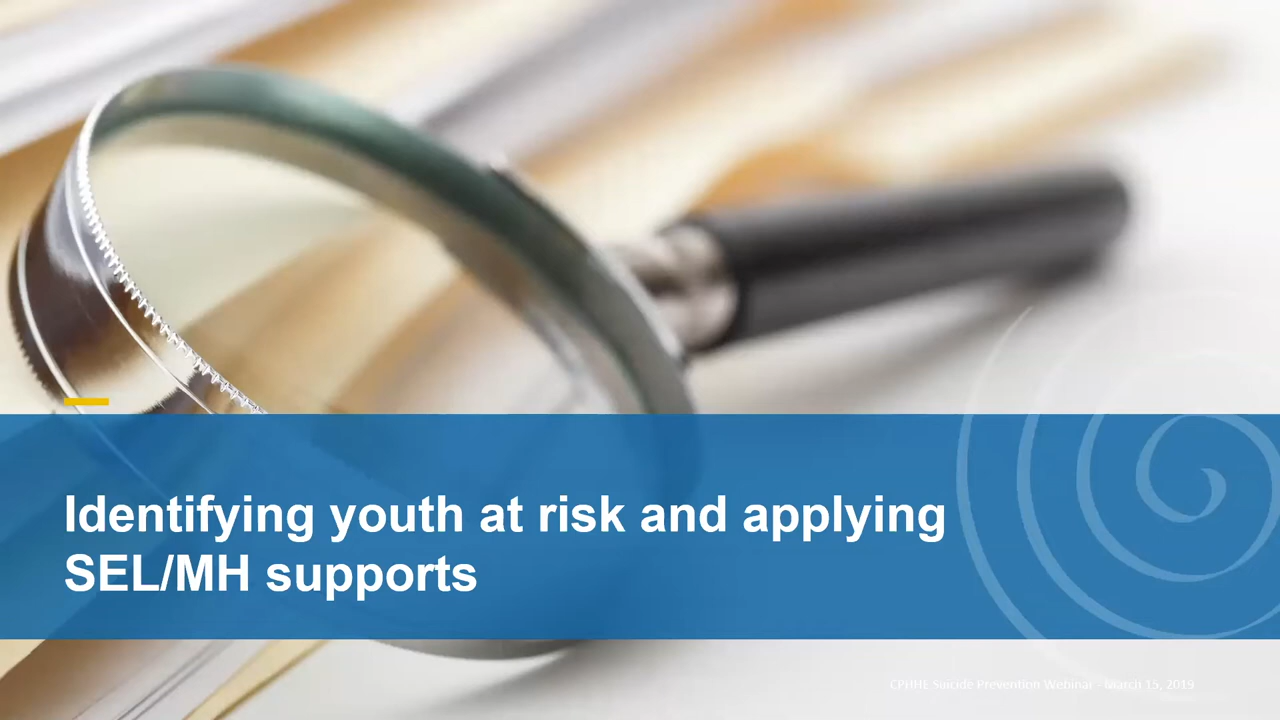 Identifying youth at risk and applying
SEL/MH supports
CPHHE Suicide Prevention Webinar - March 15, 2019